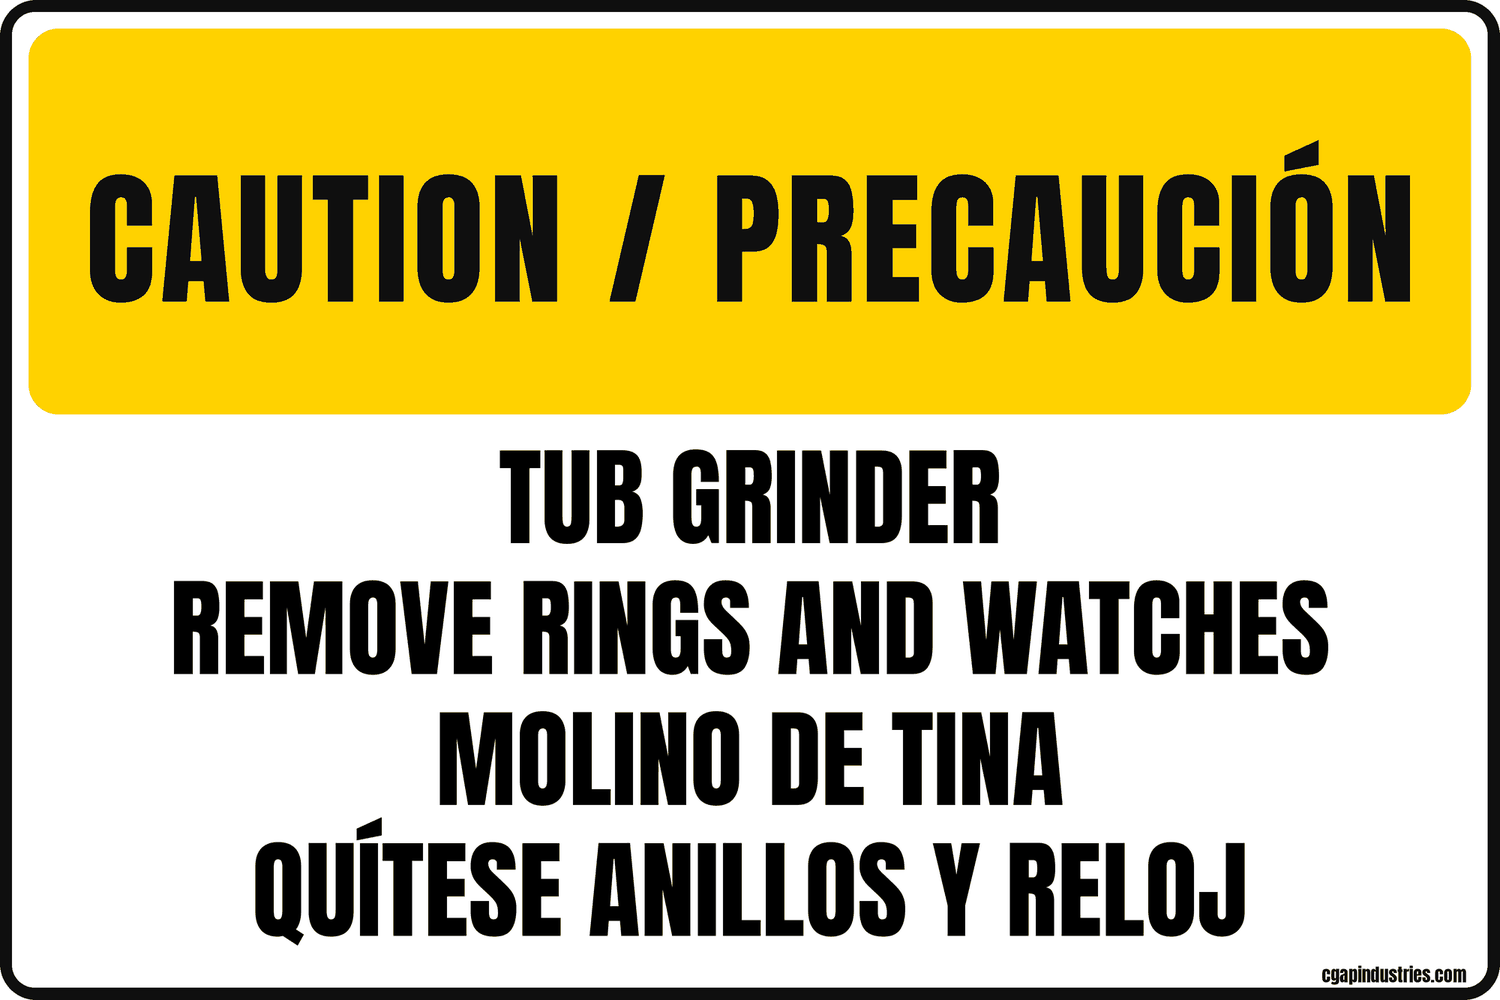 CAUTION / PRECAUCIÓN
TUB GRINDER
REMOVE RINGS AND WATCHES
MOLINO DE TINA
QUÍTESE ANILLOS Y RELOJ
cgapindustries.com